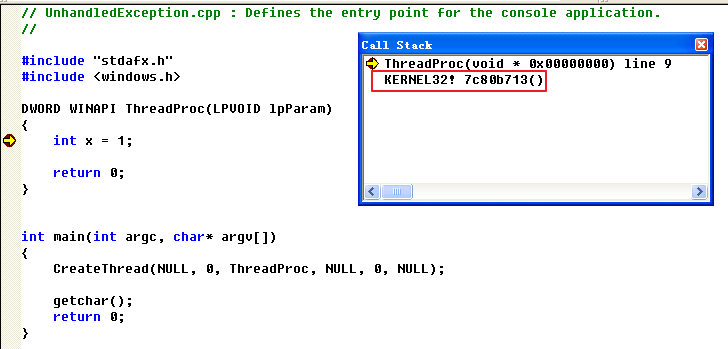 // UnhandledException.cpp : Defines the entry point for the console application.
//
#include "stdafx.h"
#include <windows.h>
DWORD WINAPI ThreadProc(LPVOID lpParam)
{
int x = 1;
return 0;
}
int main(int argc, char* argv[])
{
CreateThread(NULL, 0, ThreadProc, NULL, 0, NULL);
getchar();
return 0;
}
Call Stack
ThreadProc(void * 0x00000000) line 9
KERNEL32! 7c80b713()